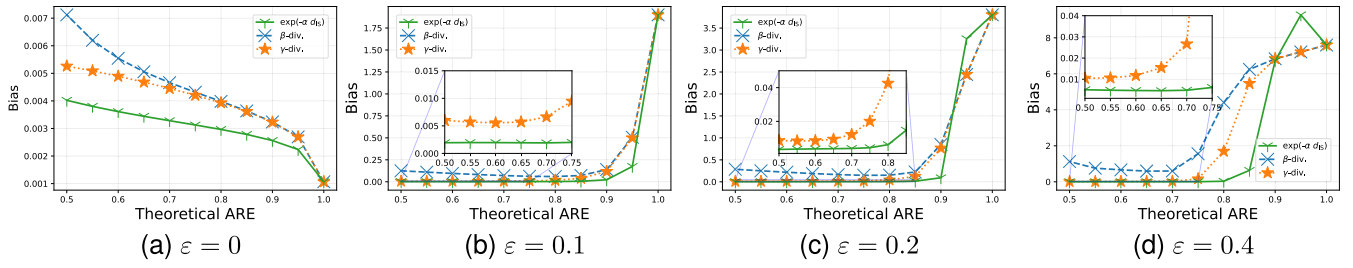 0.007
0.006
0.005
0.004
0.003
0.002
0.001
Bias
exp(-α d_IS)
β-div.
γ-div.
0.5 0.6 0.7 0.8 0.9 1.0
Theoretical ARE
(a) ε = 0
1.75
1.50
1.25
1.00
0.75
0.50
0.25
0.00
Bias
exp(-α d_IS)
β-div.
γ-div.
0.015
0.010
0.005
0.000
0.50 0.55 0.60 0.65 0.70 0.75
0.5 0.6 0.7 0.8 0.9 1.0
Theoretical ARE
(b) ε = 0.1
3.5
3.0
2.5
2.0
1.5
1.0
0.5
0.0
Bias
exp(-α d_IS)
β-div.
γ-div.
0.04
0.02
0.5 0.6 0.7 0.8
0.5 0.6 0.7 0.8 0.9 1.0
Theoretical ARE
(c) ε = 0.2
8
6
4
2
0
Bias
0.04
0.03
0.02
0.01
0.50 0.55 0.60 0.65 0.70 0.75
exp(-α d_IS)
β-div.
γ-div.
0.5 0.6 0.7 0.8 0.9 1.0
Theoretical ARE
(d) ε = 0.4